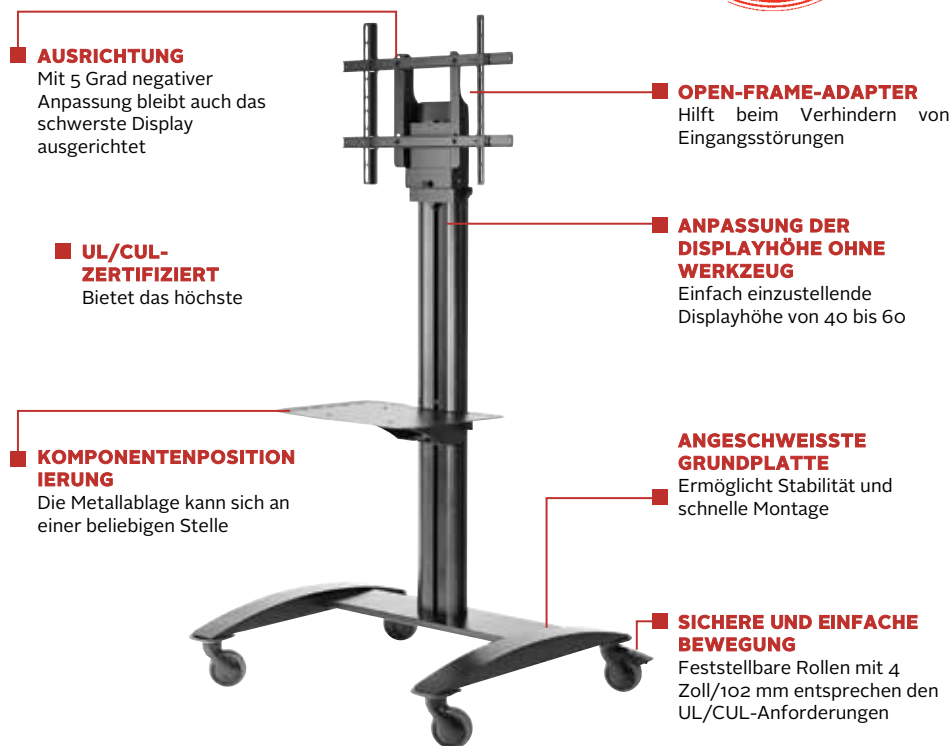 AUSRICHTUNG
Mit 5 Grad negativer
Anpassung bleibt auch das
schwerste Display
ausgerichtet
OPEN-FRAME-ADAPTER
Hilft beim Verhindern von
Eingangsstörungen
UL/CUL-
ZERTIFIZIERT
Bietet das höchste
ANPASSUNG DER
DISPLAYHÖHE OHNE
WERKZEUG
Einfach einzustellende
Displayhöhe von 40 bis 60
KOMPONENTENPOSITION
IERUNG
Die Metallablage kann sich an
einer beliebigen Stelle
ANGESCHWEISSTE
GRUNDPLATTE
Ermöglicht Stabilität und
schnelle Montage
SICHERE UND EINFACHE
BEWEGUNG
Feststellbare Rollen mit 4
Zoll/102 mm entsprechen den
UL/CUL-Anforderungen